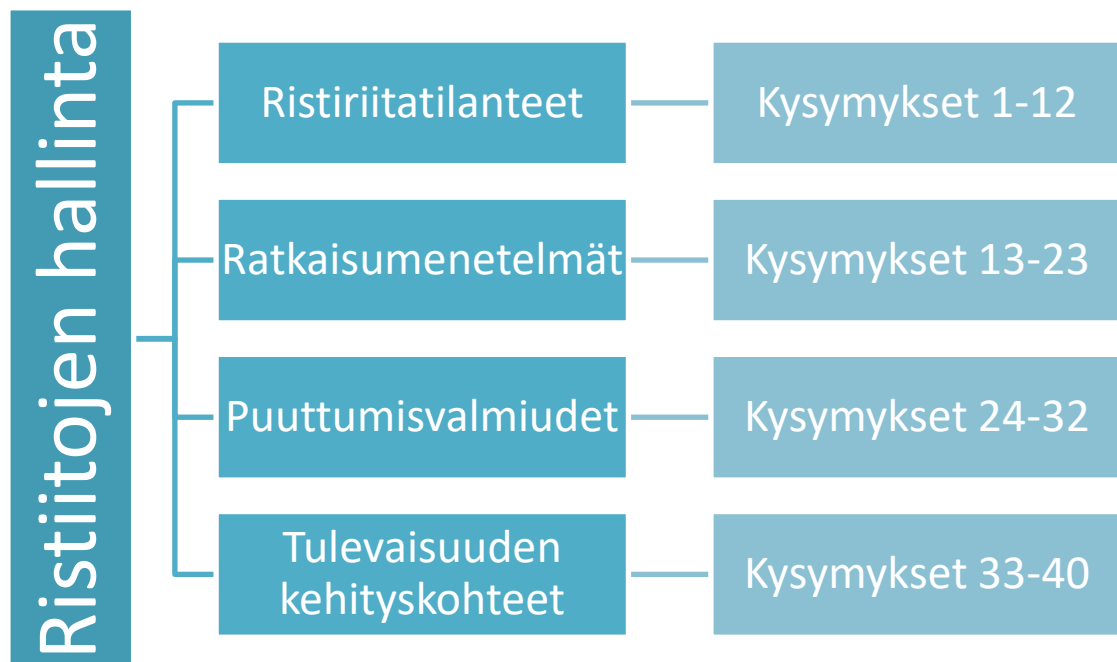 Ristiitojen hallinta
Ristiriitatilanteet
Kysymykset 1-12
Ratkaisumenetelmät
Kysymykset 13-23
Puuttumisvalmiudet
Kysymykset 24-32
Tulevaisuuden
kehityskohteet
Kysymykset 33-40